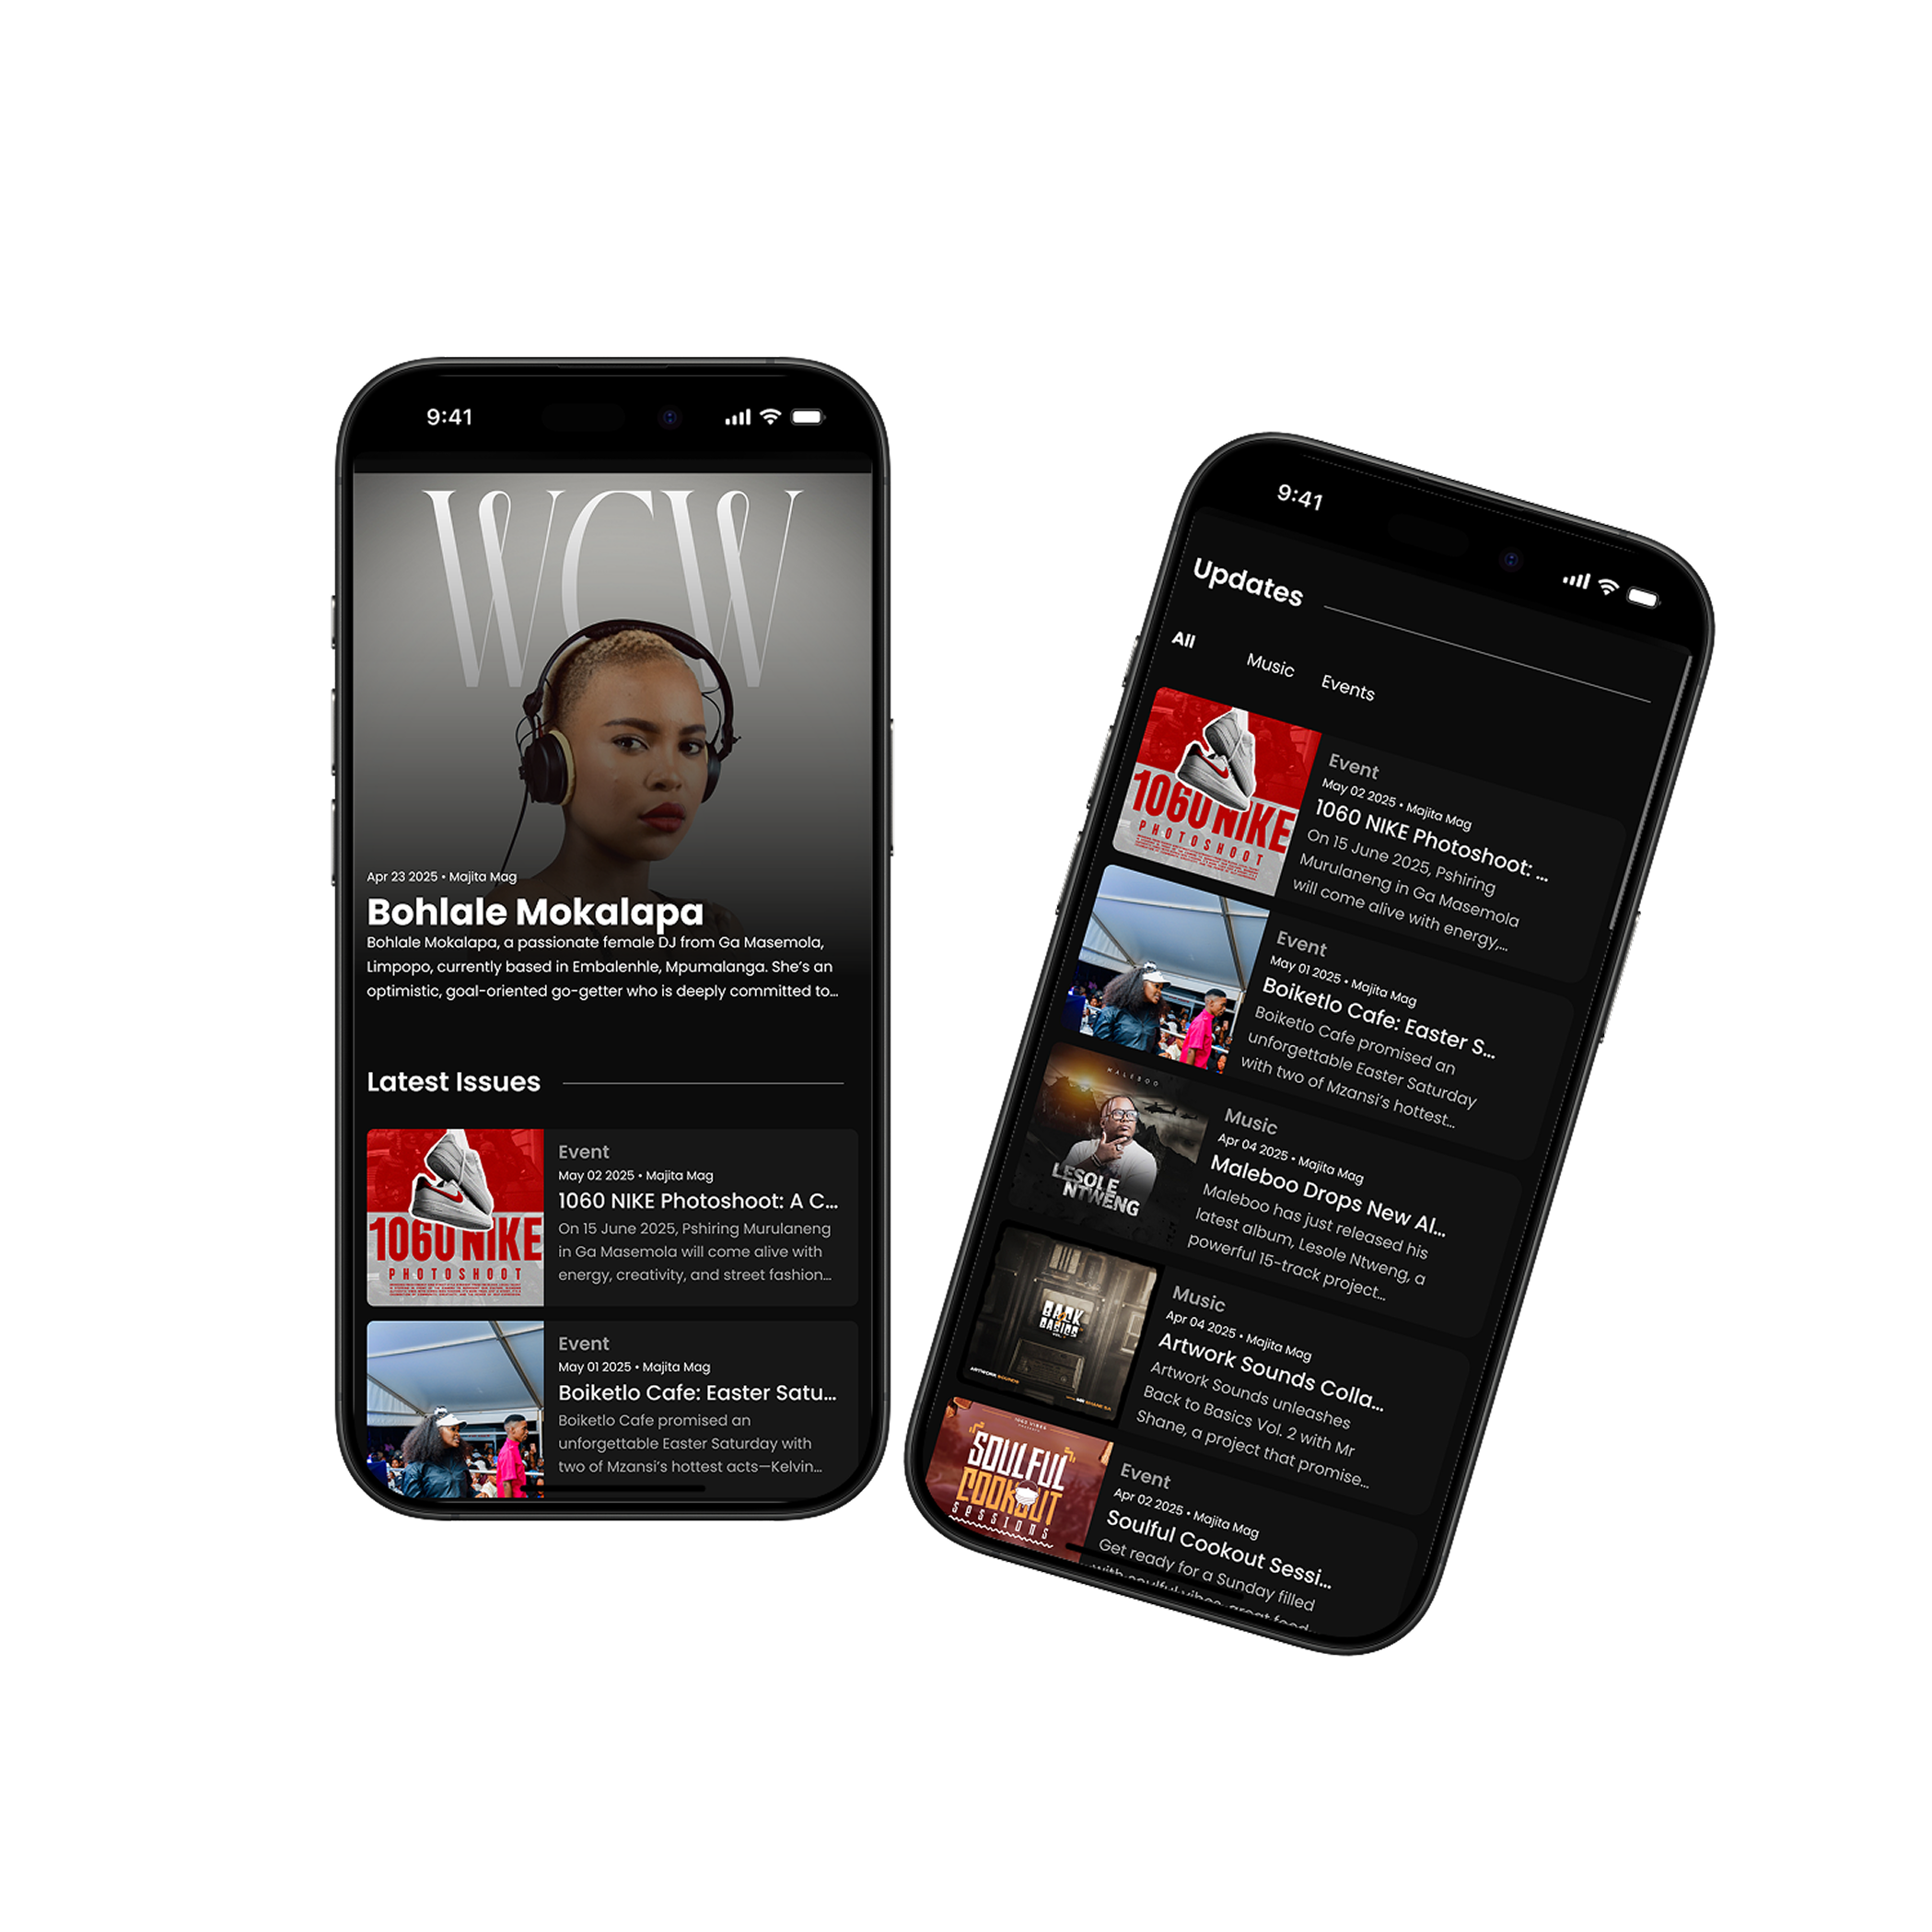 9:41
WCW
Apr 23 2025 • Majita Mag
Bohlale Mokalapa
Bohlale Mokalapa, a passionate female DJ from Ga Masemola,
Limpopo, currently based in Embalenhle, Mpumalanga. She's an
optimistic, goal-oriented go-getter who is deeply committed to...
Latest Issues
1060 NIKE
PHOTOSHOOT
Event
May 02 2025 • Majita Mag
1060 NIKE Photoshoot: A C...
On 15 June 2025, Pshiring Murulaneng
in Ga Masemola will come alive with
energy, creativity, and street fashion...
Event
May 01 2025 • Majita Mag
Boiketlo Cafe: Easter Satu...
Boiketlo Cafe promised an
unforgettable Easter Saturday with
two of Mzansi's hottest acts—Kelvin...
9:41
Updates
All
Music
Events
1060 NIKE
PHOTOSHOOT
Event
May 02 2025 • Majita Mag
1060 NIKE Photoshoot: ...
On 15 June 2025, Pshiring
Murulaneng in Ga Masemola
will come alive with energy,...
Event
May 01 2025 • Majita Mag
Boiketlo Cafe: Easter S...
Boiketlo Cafe promised an
unforgettable Easter Saturday
with two of Mzansi's hottest...
MALEBOO
LESOLE
NTWENG
Music
Apr 04 2025 • Majita Mag
Maleboo Drops New Al...
Maleboo has just released his
latest album, Lesole Ntweng, a
powerful 15-track project...
BACK
BASICS
ARTWORK SOUNDS
Music
Apr 04 2025 • Majita Mag
Artwork Sounds Colla...
Artwork Sounds unleashes
Back to Basics Vol. 2 with Mr
Shane, a project that promise...
SOULFUL
COOKOUT
SESSIONS
Event
Apr 02 2025 • Majita Mag
Soulful Cookout Sessi...
Get ready for a Sunday filled
with soulful vibes, great food,